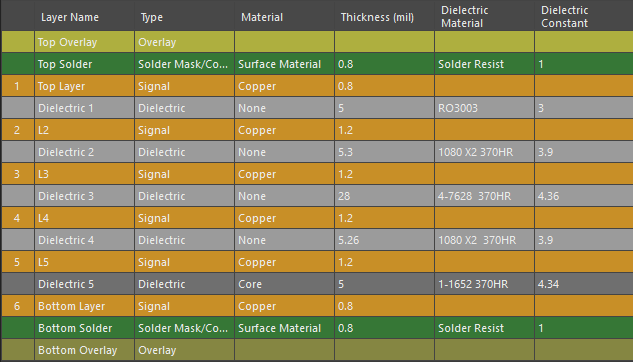 Layer Name Type Material Thickness (mil) Dielectric Material Dielectric Constant
Top Overlay Overlay
Top Solder Solder Mask/Co... Surface Material 0.8 Solder Resist 1
1 Top Layer Signal Copper 0.8
Dielectric 1 Dielectric None 5 RO3003 3
2 L2 Signal Copper 1.2
Dielectric 2 Dielectric None 5.3 1080 X2 370HR 3.9
3 L3 Signal Copper 1.2
Dielectric 3 Dielectric None 28 4-7628 370HR 4.36
4 L4 Signal Copper 1.2
Dielectric 4 Dielectric None 5.26 1080 X2 370HR 3.9
5 L5 Signal Copper 1.2
Dielectric 5 Dielectric Core 5 1-1652 370HR 4.34
6 Bottom Layer Signal Copper 0.8
Bottom Solder Solder Mask/Co... Surface Material 0.8 Solder Resist 1
Bottom Overlay Overlay